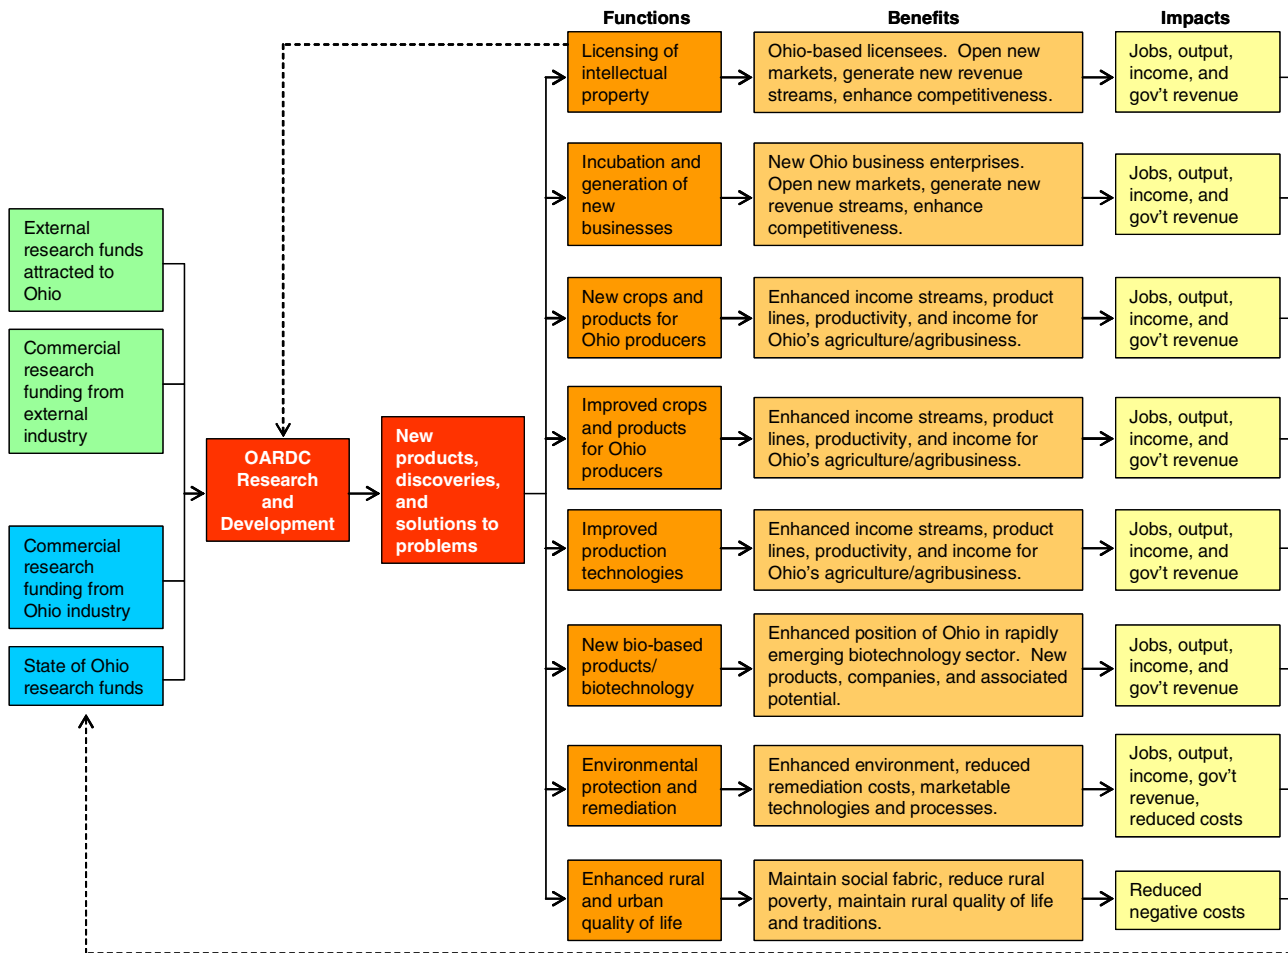 Functions
Benefits
Impacts
Licensing of
intellectual
property
Ohio-based licensees.  Open new
markets, generate new revenue
streams, enhance competitiveness.
Jobs, output,
income, and
gov’t revenue
Incubation and
generation of
new
businesses
New Ohio business enterprises.
Open new markets, generate new
revenue streams, enhance
competitiveness.
Jobs, output,
income, and
gov’t revenue
External
research funds
attracted to
Ohio
New crops and
products for
Ohio producers
Enhanced income streams, product
lines, productivity, and income for
Ohio’s agriculture/agribusiness.
Jobs, output,
income, and
gov’t revenue
Commercial
research
funding from
external
industry
Improved crops
and products
for Ohio
producers
Enhanced income streams, product
lines, productivity, and income for
Ohio’s agriculture/agribusiness.
Jobs, output,
income, and
gov’t revenue
OARDC
Research
and
Development
New
products,
discoveries,
and
solutions to
problems
Commercial
research
funding from
Ohio industry
Improved
production
technologies
Enhanced income streams, product
lines, productivity, and income for
Ohio’s agriculture/agribusiness.
Jobs, output,
income, and
gov’t revenue
State of Ohio
research funds
New bio-based
products/
biotechnology
Enhanced position of Ohio in rapidly
emerging biotechnology sector.  New
products, companies, and associated
potential.
Jobs, output,
income, and
gov’t revenue
Environmental
protection and
remediation
Enhanced environment, reduced
remediation costs, marketable
technologies and processes.
Jobs, output,
income, gov’t
revenue,
reduced costs
Enhanced rural
and urban
quality of life
Maintain social fabric, reduce rural
poverty, maintain rural quality of life
and traditions.
Reduced
negative costs